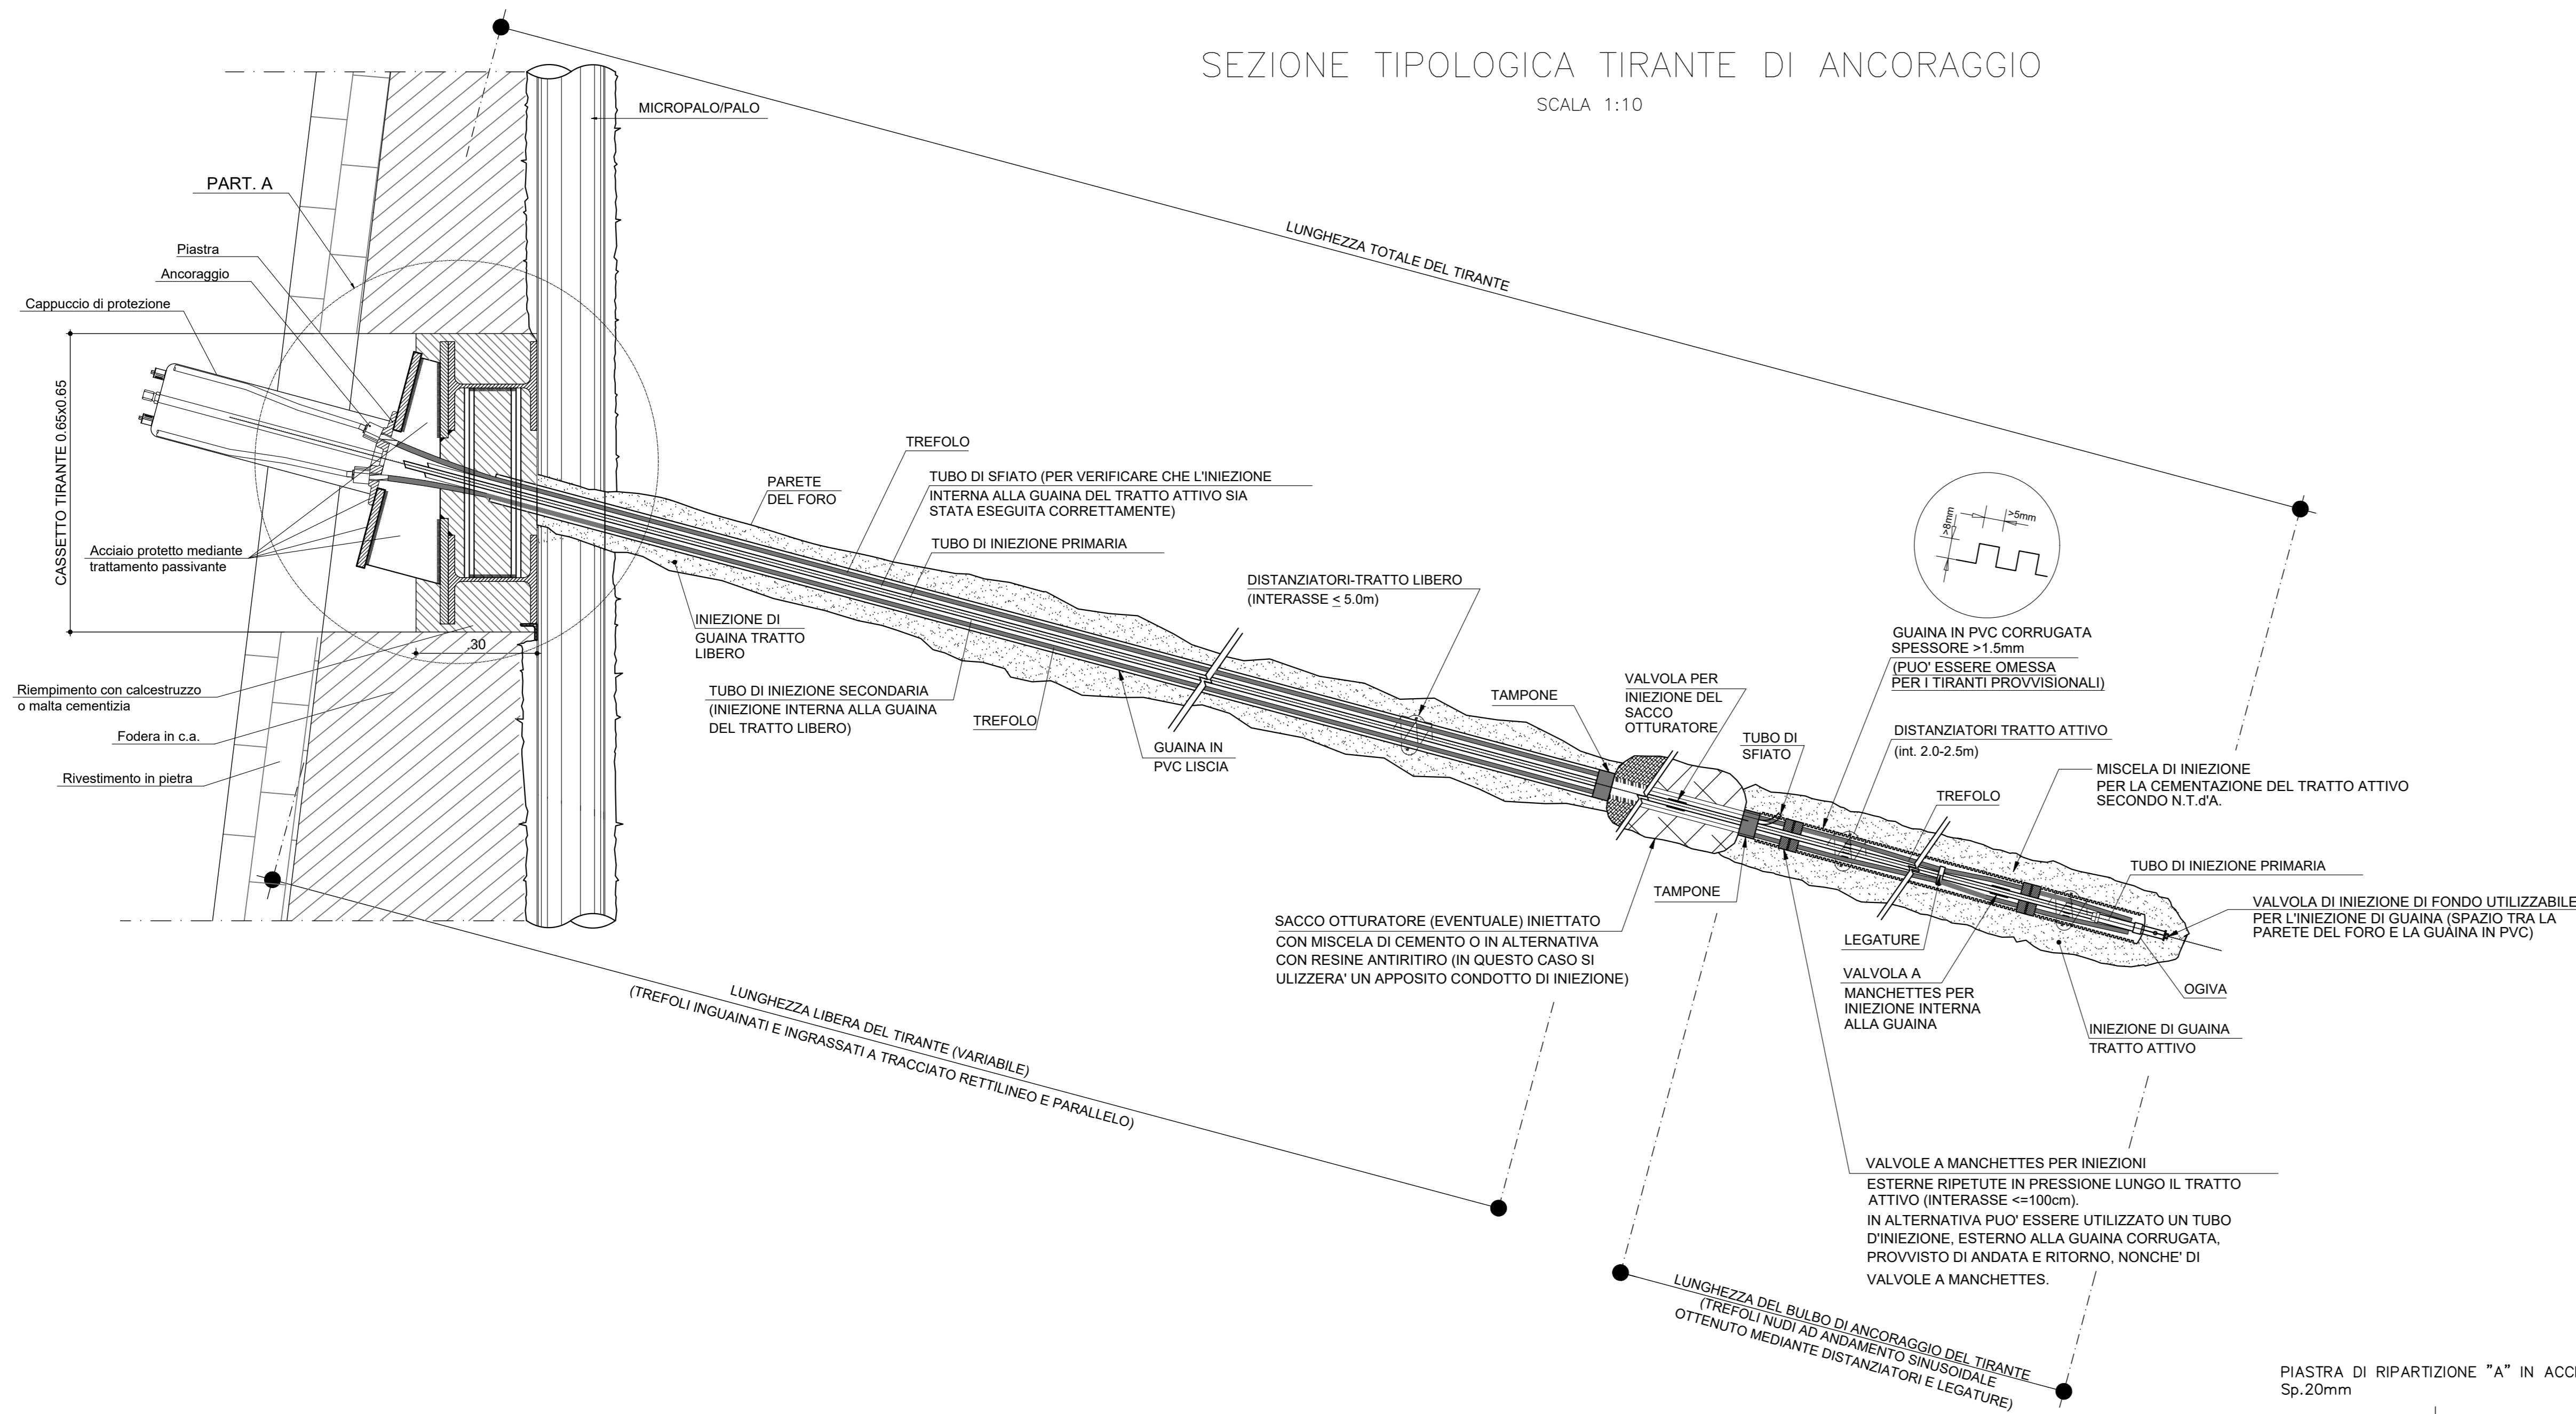 SEZIONE TIPOLOGICA TIRANTE DI ANCORAGGIO
SCALA 1:10
MICROPALO/PALO
PART. A
Piastra
Ancoraggio
Cappuccio di protezione
CASSETTO TIRANTE 0.65x0.65
Acciaio protetto mediante
trattamento passivante
.30
Riempimento con calcestruzzo
o malta cementizia
Fodera in c.a.
Rivestimento in pietra
LUNGHEZZA TOTALE DEL TIRANTE
PARETE
DEL FORO
TREFOLO
TUBO DI SFIATO (PER VERIFICARE CHE L'INIEZIONE
INTERNA ALLA GUAINA DEL TRATTO ATTIVO SIA
STATA ESEGUITA CORRETTAMENTE)
TUBO DI INIEZIONE PRIMARIA
INIEZIONE DI
GUAINA TRATTO
LIBERO
TUBO DI INIEZIONE SECONDARIA
(INIEZIONE INTERNA ALLA GUAINA
DEL TRATTO LIBERO)
TREFOLO
GUAINA IN
PVC LISCIA
DISTANZIATORI-TRATTO LIBERO
(INTERASSE ≤ 5.0m)
TAMPONE
VALVOLA PER
INIEZIONE DEL
SACCO
OTTURATORE
TUBO DI
SFIATO
>8mm
>5mm
GUAINA IN PVC CORRUGATA
SPESSORE >1.5mm
(PUO' ESSERE OMESSA
PER I TIRANTI PROVVISIONALI)
DISTANZIATORI TRATTO ATTIVO
(int. 2.0-2.5m)
TREFOLO
MISCELA DI INIEZIONE
PER LA CEMENTAZIONE DEL TRATTO ATTIVO
SECONDO N.T.d'A.
TUBO DI INIEZIONE PRIMARIA
VALVOLA DI INIEZIONE DI FONDO UTILIZZABILE
PER L'INIEZIONE DI GUAINA (SPAZIO TRA LA
PARETE DEL FORO E LA GUAINA IN PVC)
OGIVA
INIEZIONE DI GUAINA
TRATTO ATTIVO
LEGATURE
VALVOLA A
MANCHETTES PER
INIEZIONE INTERNA
ALLA GUAINA
TAMPONE
SACCO OTTURATORE (EVENTUALE) INIETTATO
CON MISCELA DI CEMENTO O IN ALTERNATIVA
CON RESINE ANTIRITIRO (IN QUESTO CASO SI
ULIZZERA' UN APPOSITO CONDOTTO DI INIEZIONE)
LUNGHEZZA LIBERA DEL TIRANTE (VARIABILE)
(TREFOLI INGUAINATI E INGRASSATI A TRACCIATO RETTILINEO E PARALLELO)
VALVOLE A MANCHETTES PER INIEZIONI
ESTERNE RIPETUTE IN PRESSIONE LUNGO IL TRATTO
ATTIVO (INTERASSE <=100cm).
IN ALTERNATIVA PUO' ESSERE UTILIZZATO UN TUBO
D'INIEZIONE, ESTERNO ALLA GUAINA CORRUGATA,
PROVVISTO DI ANDATA E RITORNO, NONCHE' DI
VALVOLE A MANCHETTES.
LUNGHEZZA DEL BULBO DI ANCORAGGIO DEL TIRANTE
(TREFOLI NUDI AD ANDAMENTO SINUSOIDALE
OTTENUTO MEDIANTE DISTANZIATORI E LEGATURE)
PIASTRA DI RIPARTIZIONE "A" IN
Sp.20mm